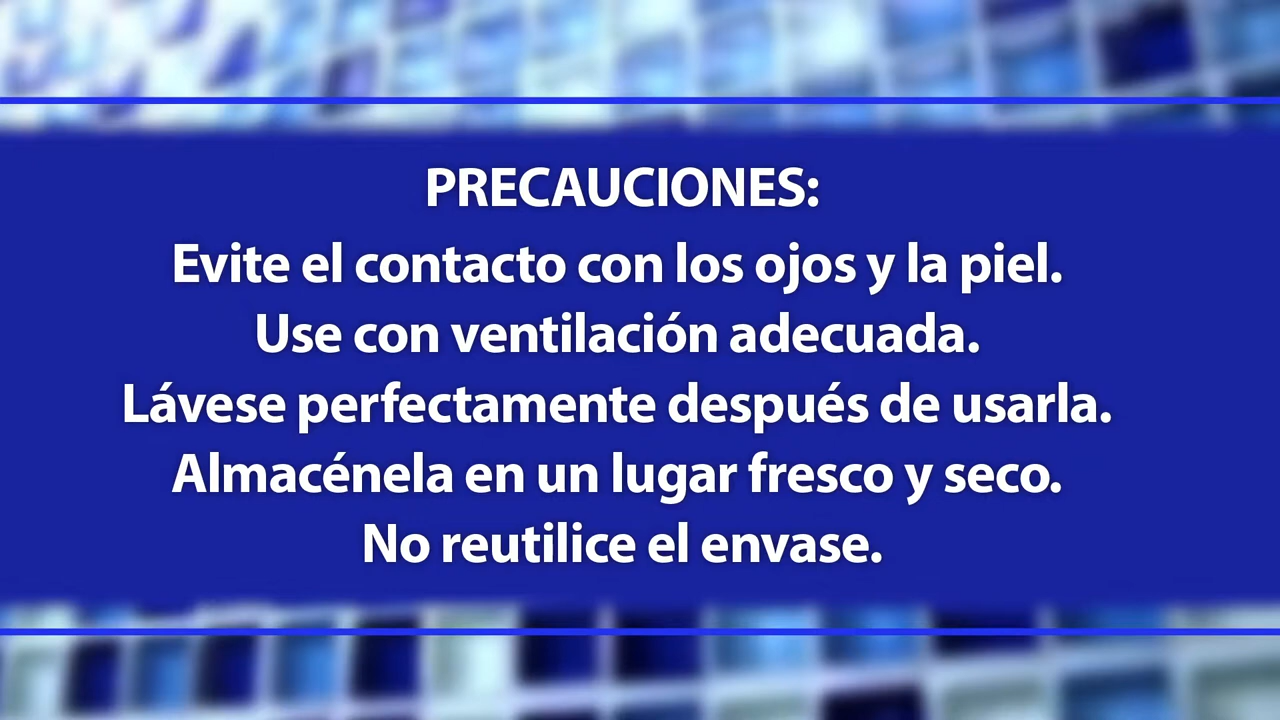 PRECAUCIONES:
Evite el contacto con los ojos y la piel.
Use con ventilación adecuada.
Lávese perfectamente después de usarla.
Almacénela en un lugar fresco y seco.
No reutilice el envase.